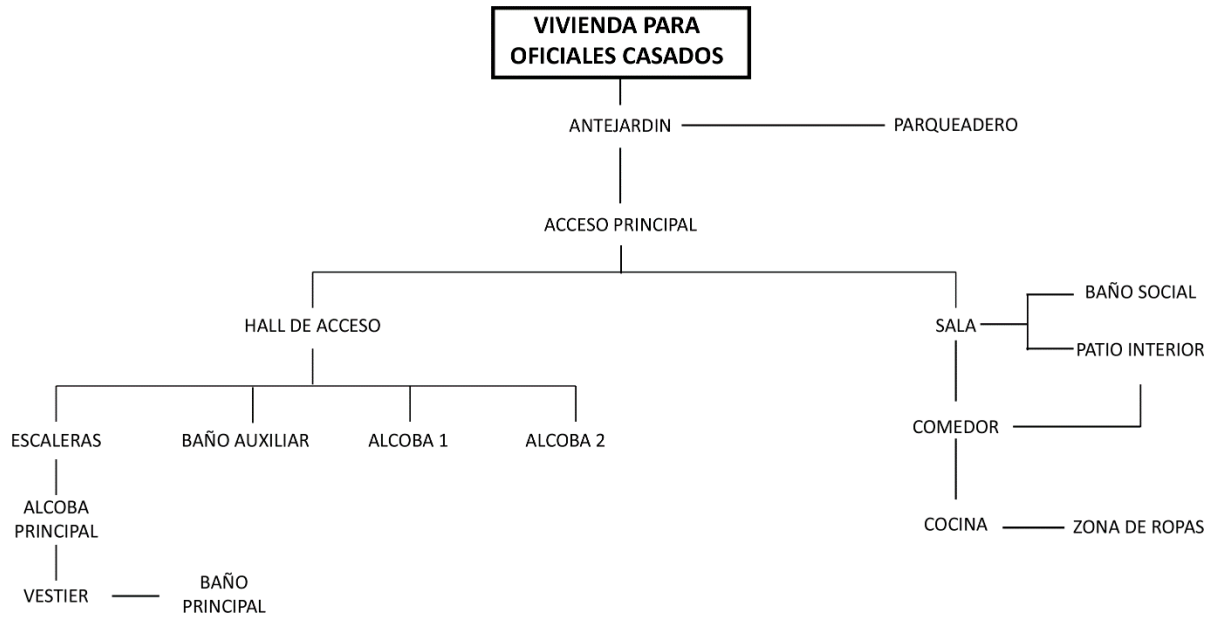 VIVIENDA PARA
OFICIALES CASADOS
ANTEJARDIN
PARQUEADERO
ACCESO PRINCIPAL
HALL DE ACCESO
SALA
BAÑO SOCIAL
PATIO INTERIOR
ESCALERAS
BAÑO AUXILIAR
ALCOBA 1
ALCOBA 2
COMEDOR
ALCOBA
PRINCIPAL
COCINA
ZONA DE ROPAS
VESTIER
BAÑO
PRINCIPAL